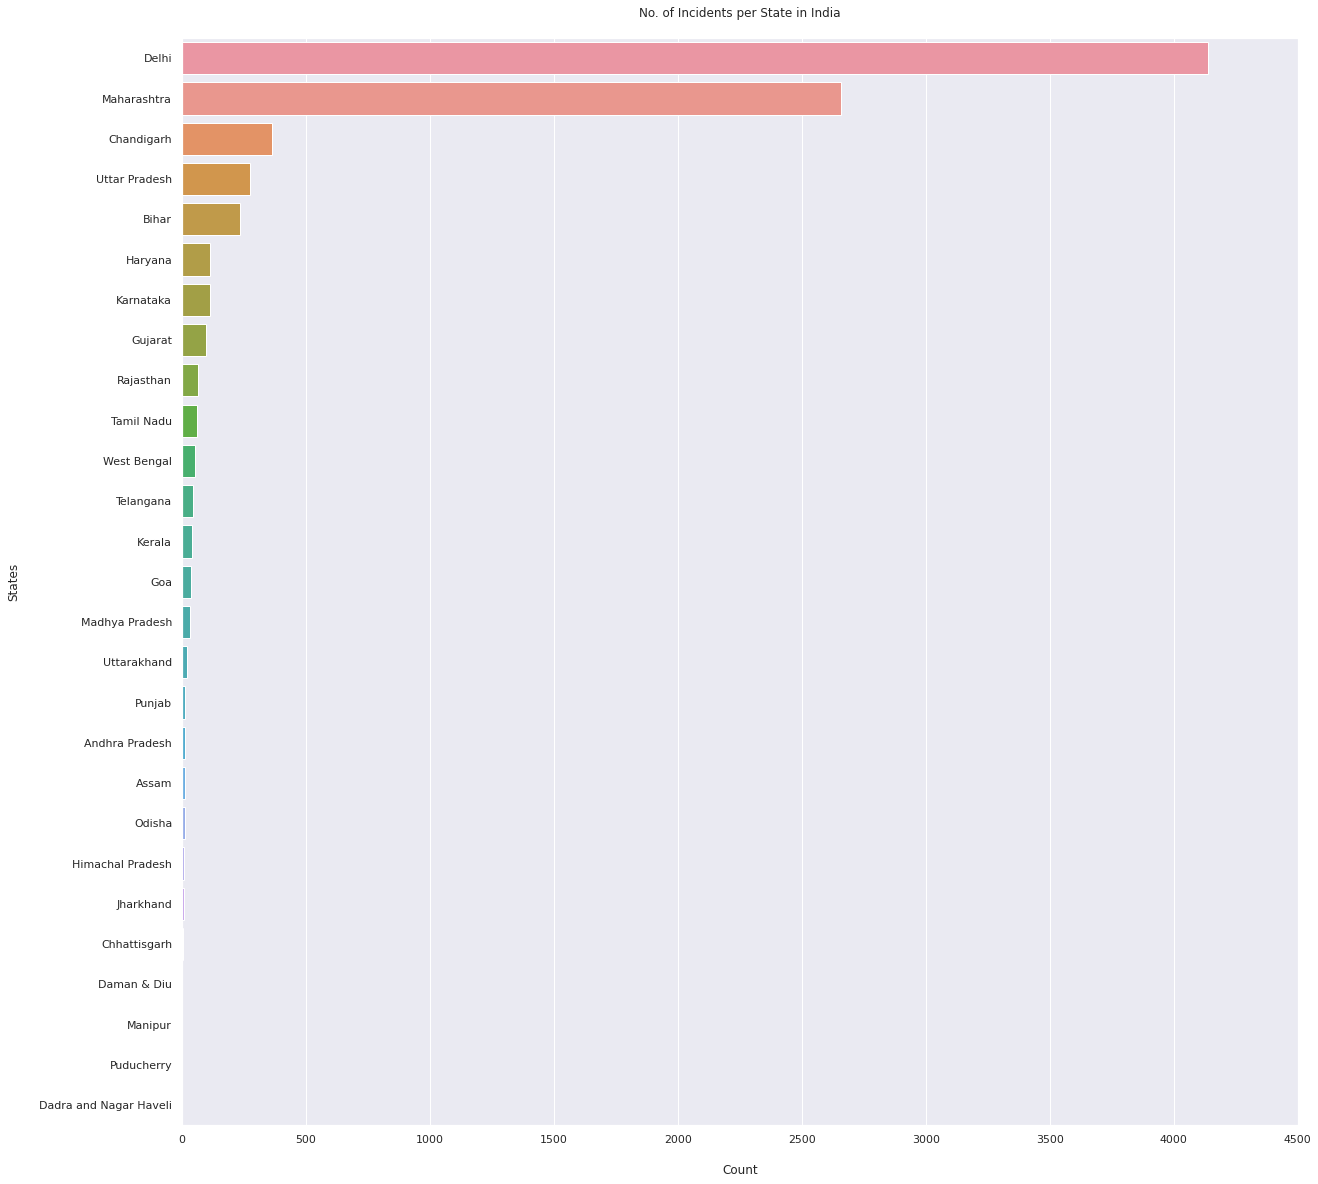 No. of Incidents per State in India
Delhi
Maharashtra
Chandigarh
Uttar Pradesh
Bihar
Haryana
Karnataka
Gujarat
Rajasthan
Tamil Nadu
West Bengal
Telangana
Kerala
Goa
Madhya Pradesh
Uttarakhand
Punjab
Andhra Pradesh
Assam
Odisha
Himachal Pradesh
Jharkhand
Chhattisgarh
Daman & Diu
Manipur
Puducherry
Dadra and Nagar Haveli
States
0 500 1000 1500 2000 2500 3000 3500 4000 4500
Count